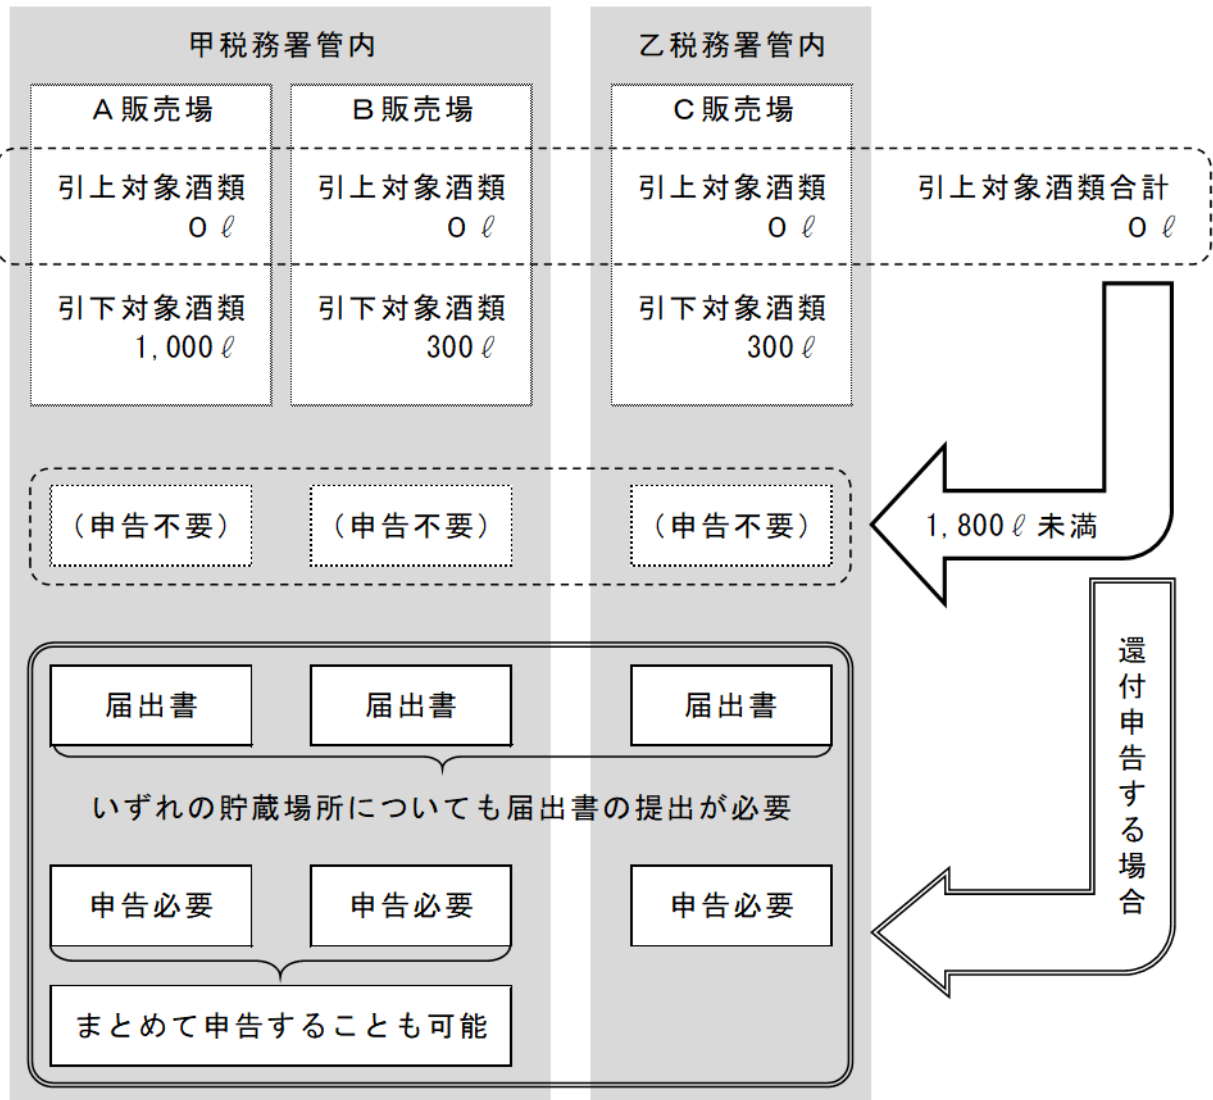 甲税務署管内
乙税務署管内
A販売場
B販売場
C販売場
引上対象酒類
0ℓ
引上対象酒類
0ℓ
引上対象酒類
0ℓ
引上対象酒類合計
0ℓ
引下対象酒類
1,000ℓ
引下対象酒類
300ℓ
引下対象酒類
300ℓ
(申告不要)
(申告不要)
(申告不要)
1,800ℓ未満
届出書
届出書
届出書
いずれの貯蔵場所についても届出書の提出が必要
申告必要
申告必要
申告必要
まとめて申告することも可能
還付申告する場合